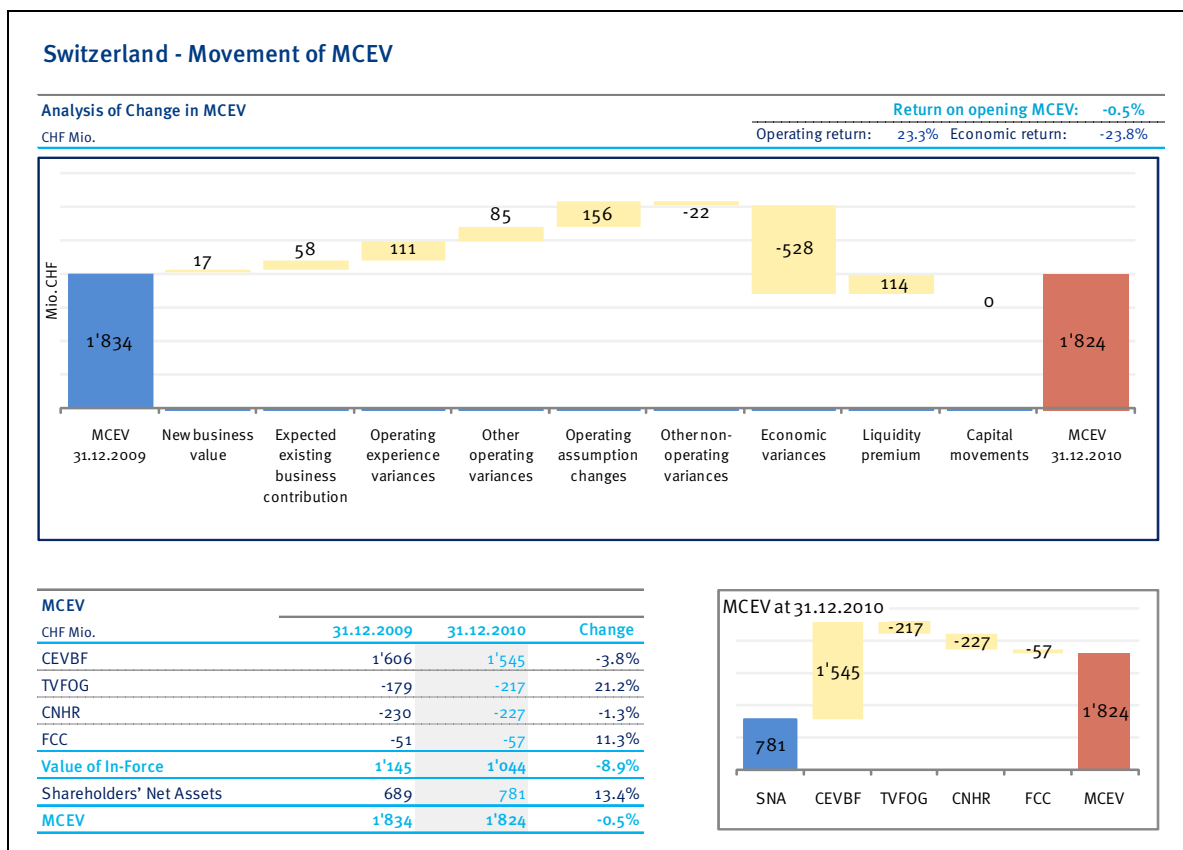 Switzerland - Movement of MCEV
Analysis of Change in MCEV Return on opening MCEV: -0.5%
CHF Mio. Operating return: 23.3% Economic return: -23.8%
Mio. CHF
1'834
17
58
111
85
156
-22
-528
114
0
1'824
MCEV 31.12.2009
New business value
Expected existing business contribution
Operating experience variances
Other operating variances
Operating assumption changes
Other non-operating variances
Economic variances
Liquidity premium
Capital movements
MCEV 31.12.2010
MCEV
CHF Mio. 31.12.2009 31.12.2010 Change
CEVBF 1'606 1'545 -3.8%
TVFOG -179 -217 21.2%
CNHR -230 -227 -1.3%
FCC -51 -57 11.3%
Value of In-Force 1'145 1'044 -8.9%
Shareholders' Net Assets 689 781 13.4%
MCEV 1'834 1'824 -0.5%
MCEV at 31.12.2010
781
1'545
-217
-227
-57
1'824
SNA CEVBF TVFOG CNHR FCC MCEV